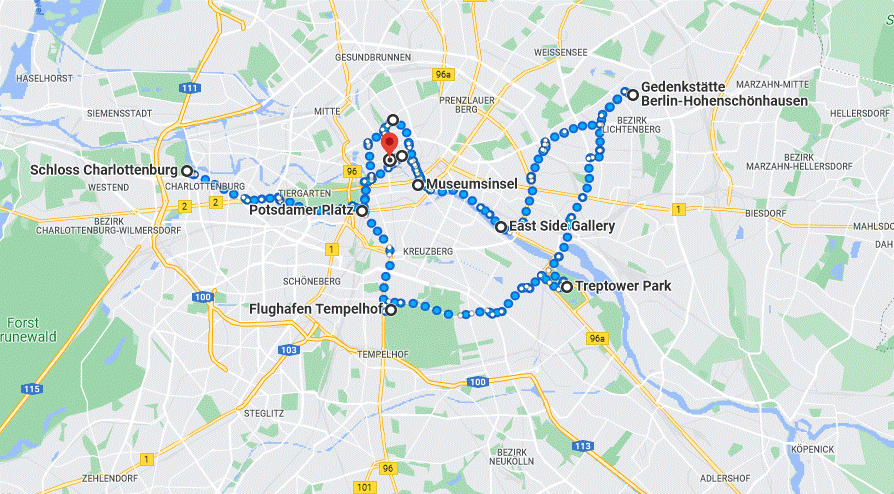 WEISSENSEE
GESUNDBRUNNEN
HASELHORST
96a
111
Gedenkstätte
Berlin-Hohenschönhausen
MARZAHN-MITTE
PRENZLAUER
BERG
SIEMENSSTADT
MITTE
HELLERSDORF
BEZIRK
LICHTENBERG
BEZIRK
MARZAHN-HELLERSDORF
Schloss Charlottenburg
96
WESTEND
CHARLOTTENBURG
TIERGARTEN
Museumsinsel
2
2
Potsdamer Platz
1
BIESDORF
BEZIRK
CHARLOTTENBURG-WILMERSDORF
East Side Gallery
MAHLSDO
1
KREUZBERG
SCHÖNEBERG
Treptower Park
100
Flughafen Tempelhof
Forst
runewald
96a
103
TEMPELHOF
100
115
STEGLITZ
113
BEZIRK
NEUKÖLLN
KÖPENICK
1
96
ZEHLENDORF
ADLERSHOF
101